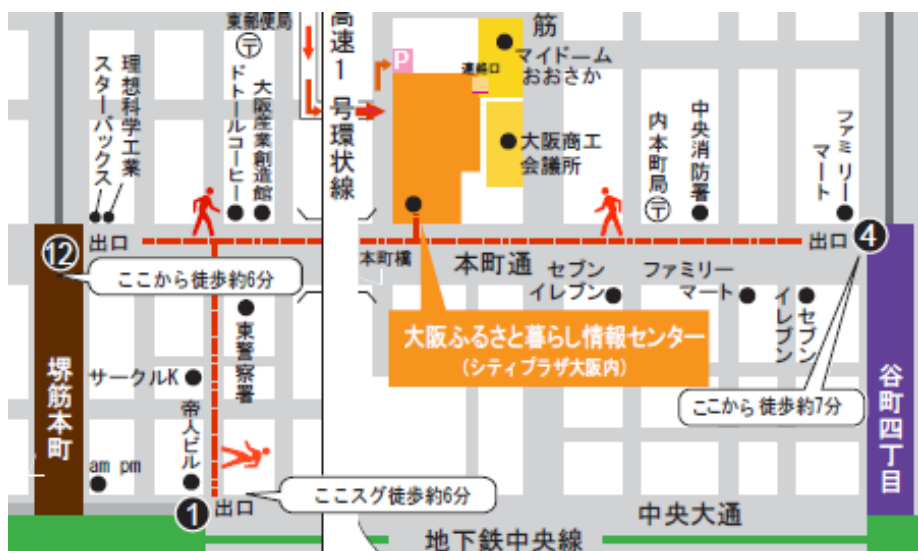 東郵便局
〒
ドトールコーヒー
大阪産業創造館
理想科学工業
スターバックス
高速1号環状線
P
筋
連絡口
マイドーム
おおさか
大阪商工
会議所
内本町局
〒
中央消防署
ファミリー
マート
12
出口
ここから徒歩約6分
本町橋
本町通
出口
4
セブン
イレブン
ファミリー
マート
セブン
イレブン
大阪ふるさと暮らし情報センター
(シティプラザ大阪内)
ここから徒歩約7分
東警察署
サークルK
帝人ビル
am pm
堺筋本町
谷町四丁目
1
出口
ここスグ徒歩約6分
中央大通
地下鉄中央線